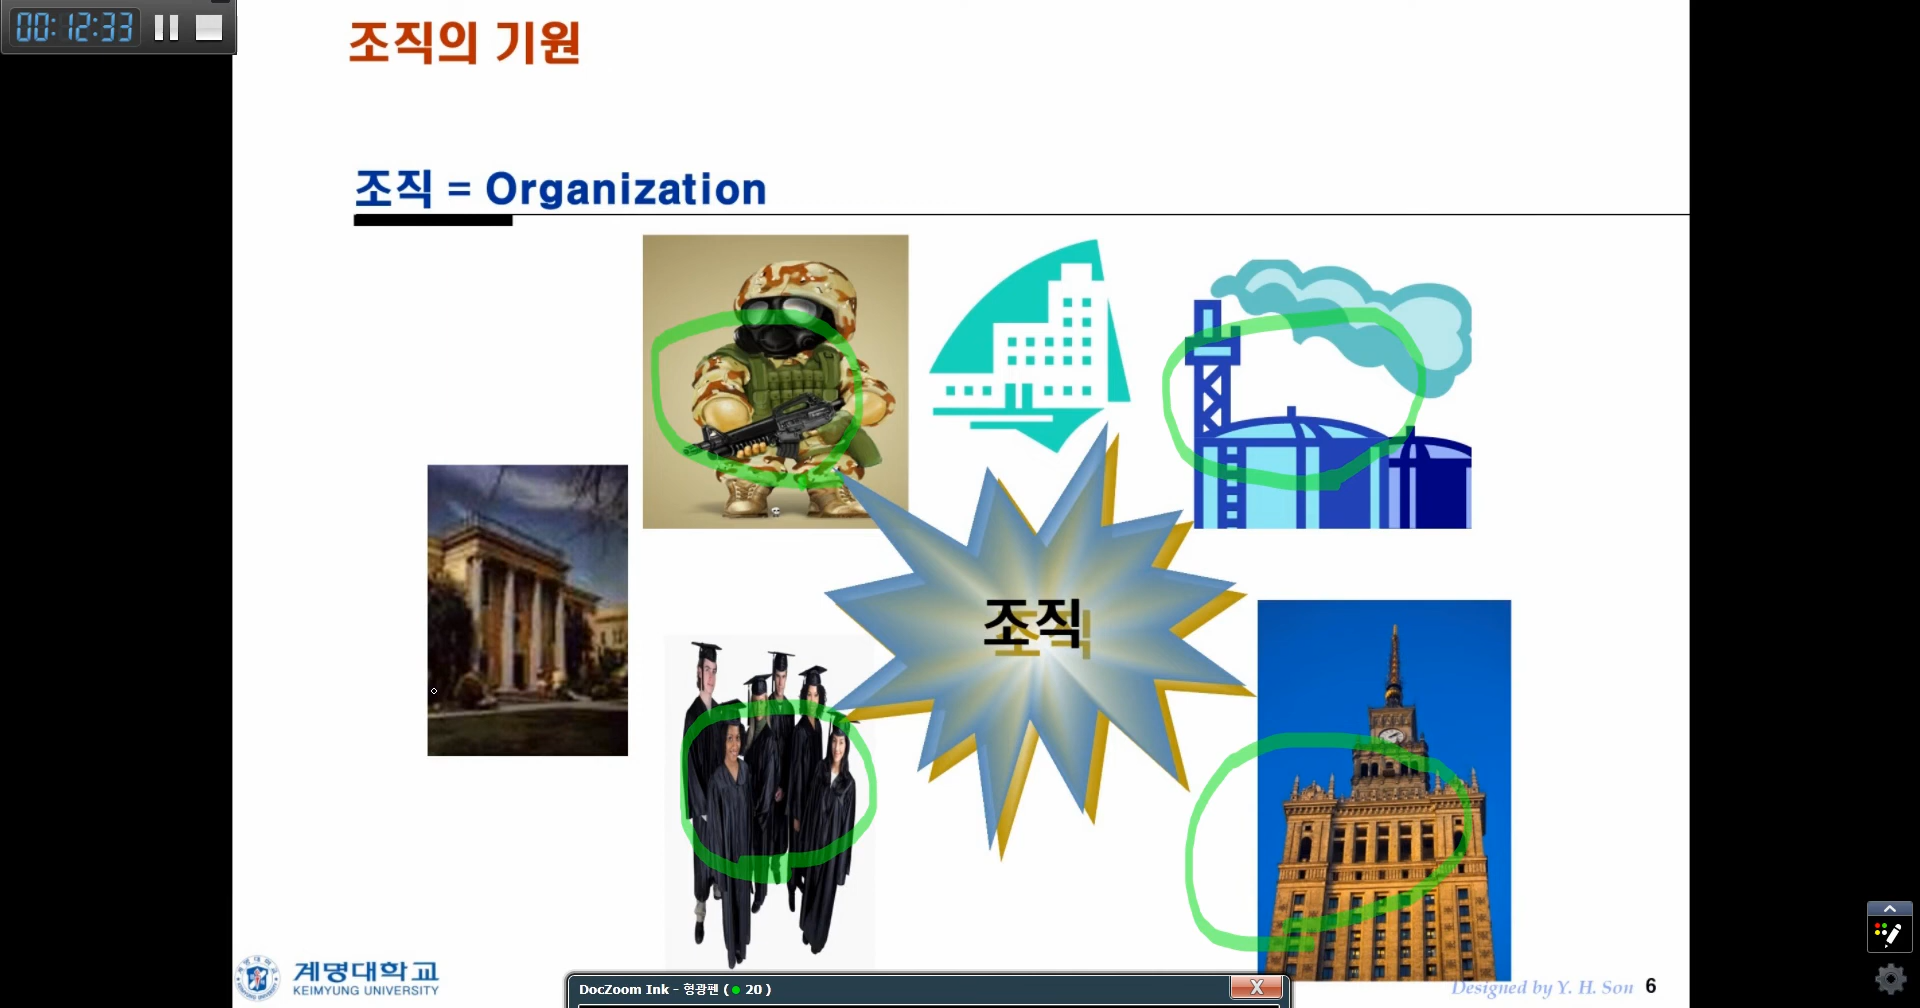 00:12:33
조직의 기원
조직 = Organization
조직
계명대학교
KEIMYUNG UNIVERSITY
DocZoom Ink - 형광펜 ( 20 )
X
Designed by Y. H. Son 6